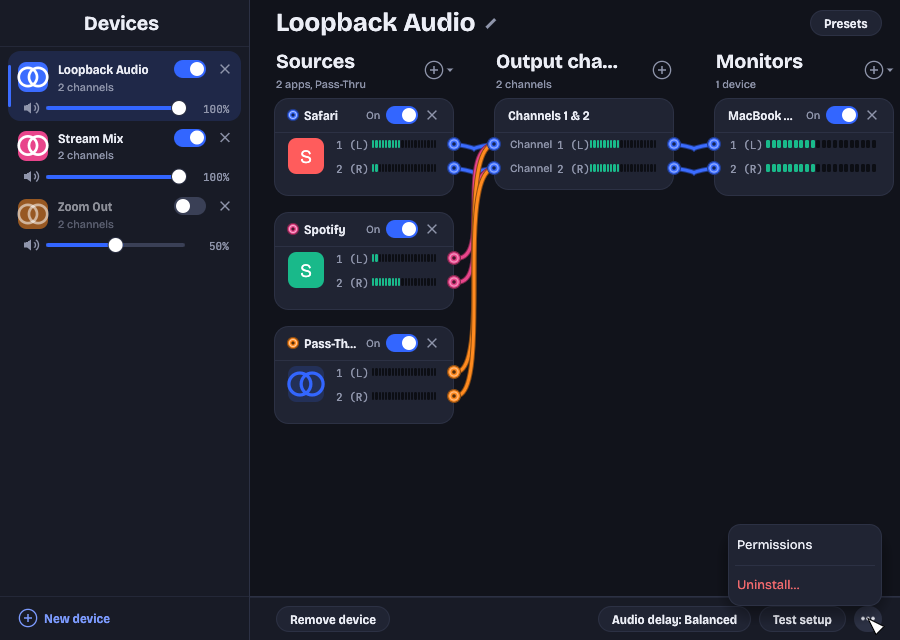 Devices
Loopback Audio
2 channels
100%
Stream Mix
2 channels
100%
Zoom Out
2 channels
50%
New device
Loopback Audio
Presets
Sources
2 apps, Pass-Thru
Output cha...
2 channels
Monitors
1 device
Safari On
S
1 (L)
2 (R)
Channels 1 & 2
Channel 1 (L)
Channel 2 (R)
MacBook ... On
1 (L)
2 (R)
Spotify On
S
1 (L)
2 (R)
Pass-Th... On
1 (L)
2 (R)
Permissions
Uninstall...
Remove device
Audio delay: Balanced
Test setup